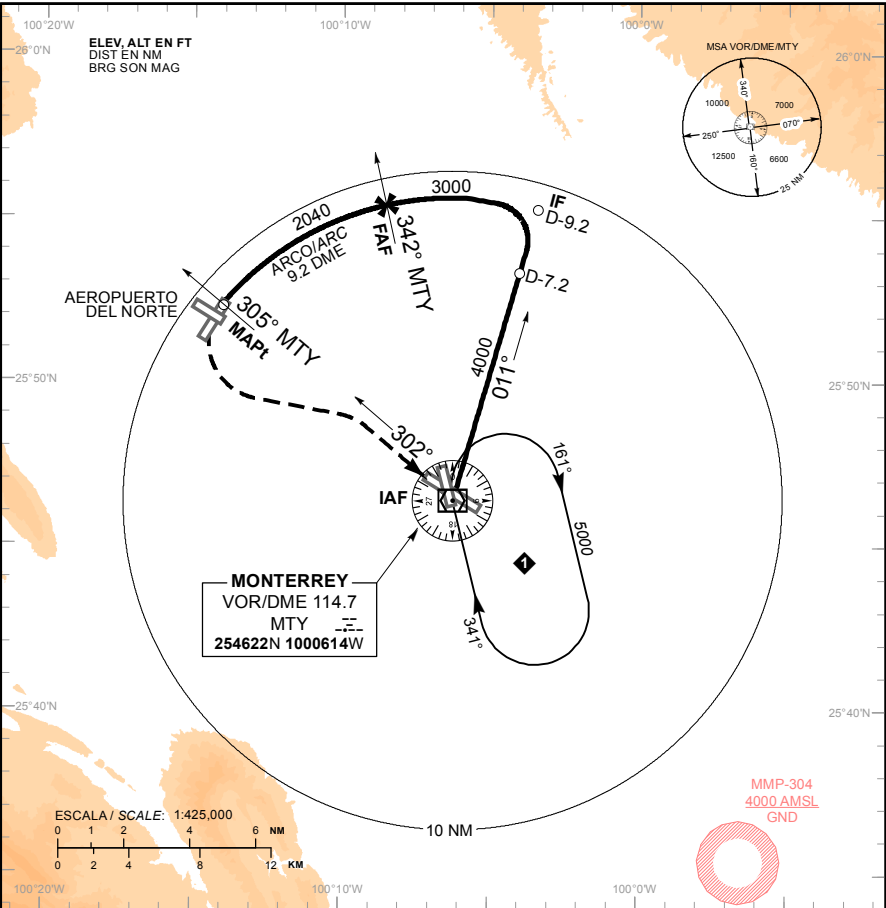 100°20'W
100°10'W
100°0'W
26°0'N
26°0'N
ELEV, ALT EN FT
DIST EN NM
BRG SON MAG
MSA VOR/DME/MTY
340°
10000
7000
070°
250°
12500
160°
6600
25 NM
3000
IF
D-9.2
2040
ARCO/ARC
9.2 DME
FAF
342° MTY
D-7.2
AEROPUERTO
DEL NORTE
305° MTY
MAPt
4000
011°
25°50'N
25°50'N
302°
161°
IAF
27
9
18
5000
1
MONTERREY
VOR/DME 114.7
MTY
254622N 1000614W
341°
25°40'N
25°40'N
MMP-304
4000 AMSL
GND
ESCALA / SCALE: 1:425,000
0 1 2 4 6 NM
0 2 4 8 12 KM
10 NM
100°20'W
100°10'W
100°0'W